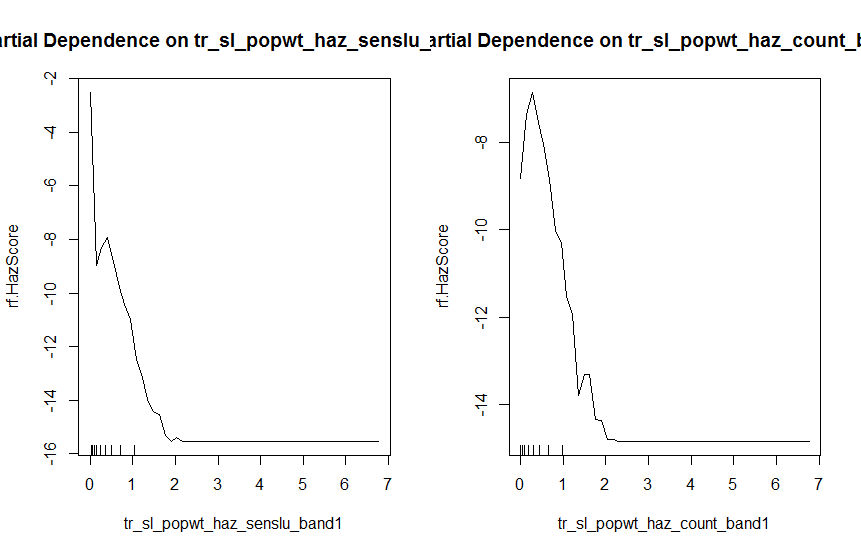 artial Dependence on tr_sl_popwt_haz_senslu_
-2
-4
-6
-8
-10
-12
-14
-16
rf.HazScore
0 1 2 3 4 5 6 7
tr_sl_popwt_haz_senslu_band1
artial Dependence on tr_sl_popwt_haz_count_b
-8
-10
-12
-14
rf.HazScore
0 1 2 3 4 5 6 7
tr_sl_popwt_haz_count_band1